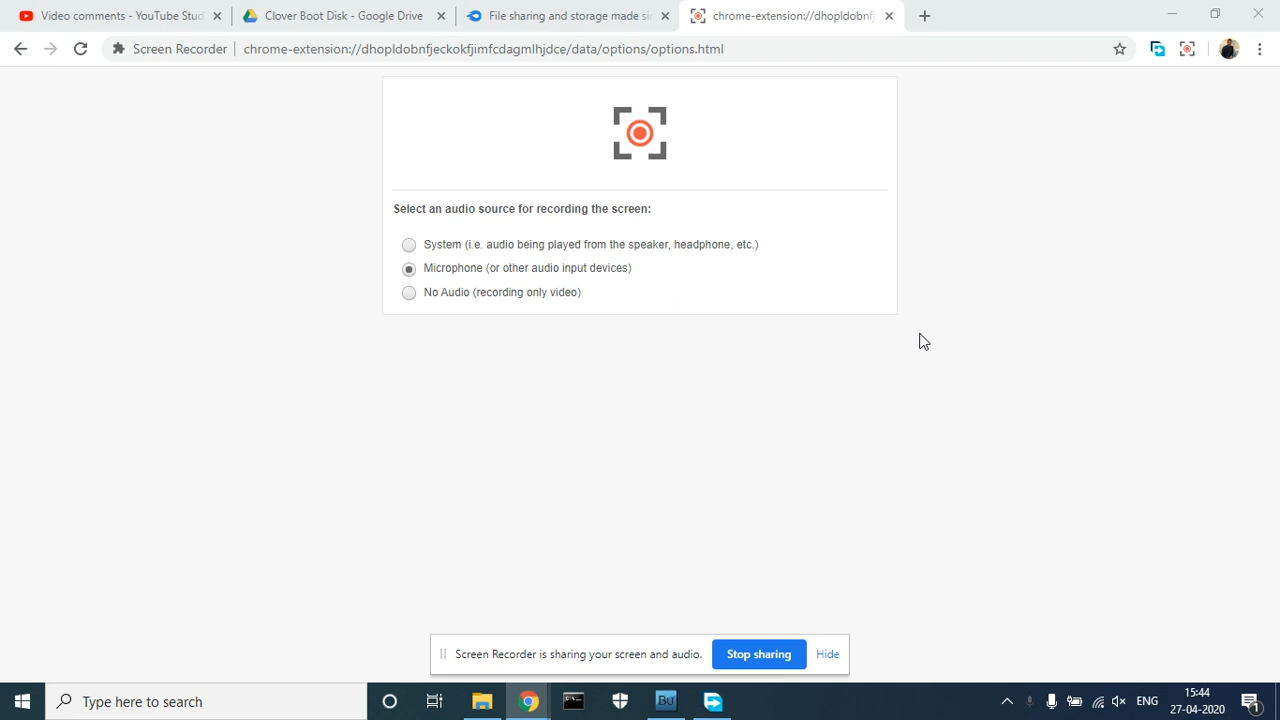 Video comments - YouTube Stud
Clover Boot Disk - Google Drive
File sharing and storage made si
chrome-extension://dhopldobnfj
Screen Recorder
chrome-extension://dhopldobnfjeckckfjimfcdagnlhjdce/data/options/options.html
Select an audio source for recording the screen:
System (i.e. audio being played from the speaker, headphone, etc.)
Microphone (or other audio input devices)
No Audio (recording only video)
Screen Recorder is sharing your screen and audio.
Stop sharing
Hide
Type here to search
BU
ENG
15:44
27-04-2020
1